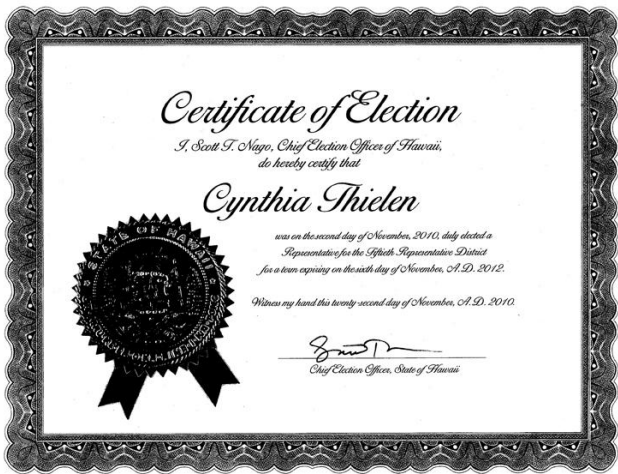 Certificate of Election
I, Scott T. Nago, Chief Election Officer of Hawaii,
do hereby certify that
Cynthia Thielen
was on the second day of November, 2010, duly elected a
Representative for the Fiftieth Representative District
for a term expiring on the sixth day of November, A.D. 2012.
Witness my hand this twenty-second day of November, A.D. 2010.
Chief Election Officer, State of Hawaii
STATE OF HAWAII